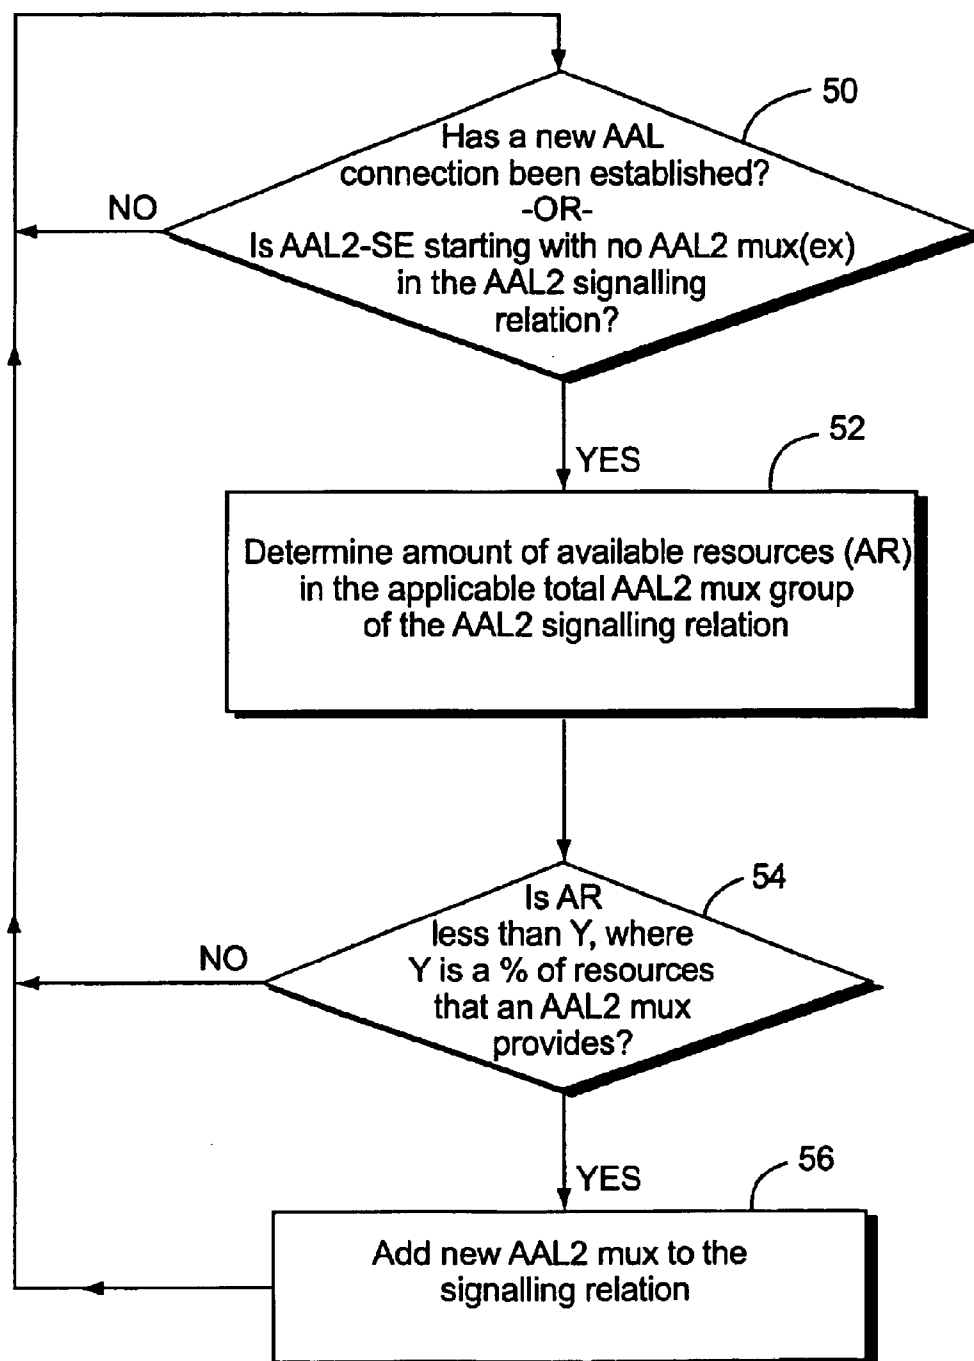 50
Has a new AAL
connection been established?
-OR-
NO
Is AAL2-SE starting with no AAL2 mux(ex)
in the AAL2 signalling
relation?
YES
52
Determine amount of available resources (AR)
in the applicable total AAL2 mux group
of the AAL2 signalling relation
54
Is AR
less than Y, where
NO
Y is a % of resources
that an AAL2 mux
provides?
YES
56
Add new AAL2 mux to the
signalling relation